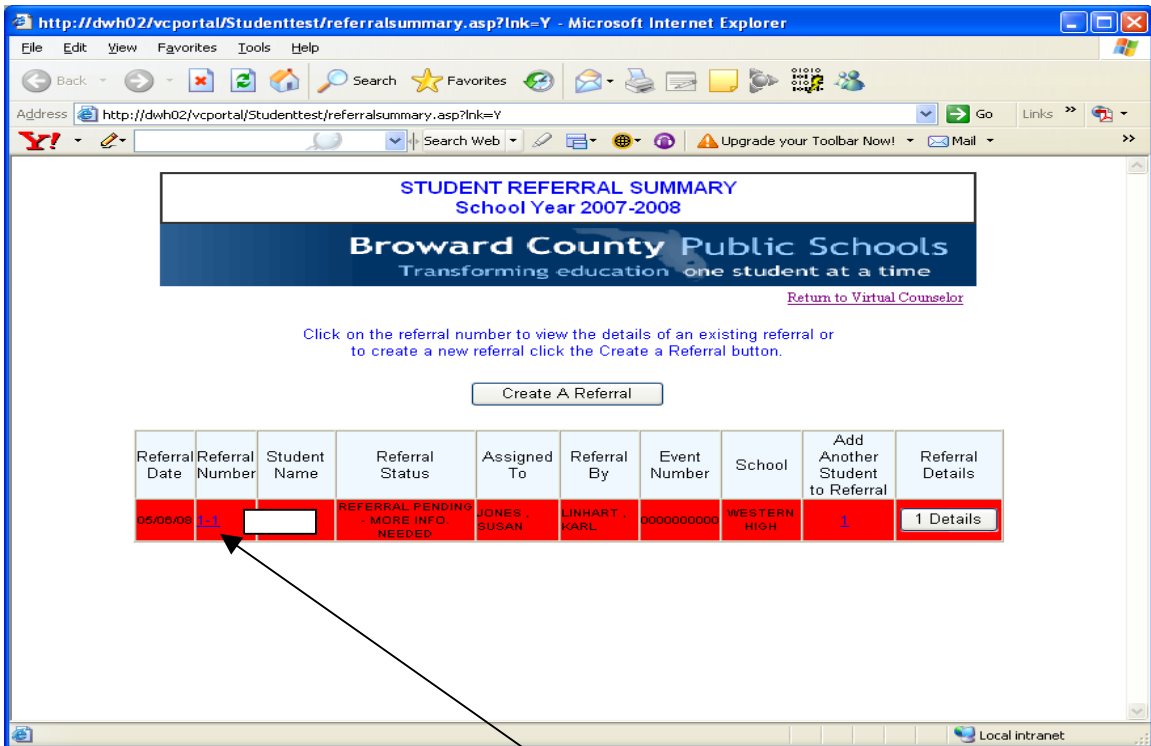 http://dwh02/vcportal/Studenttest/referralsummary.asp?lnk=Y - Microsoft Internet Explorer
File Edit View Favorites Tools Help
Back Search Favorites
Address http://dwh02/vcportal/Studenttest/referralsummary.asp?lnk=Y Go Links »
Y! Search Web Upgrade your Toolbar Now! Mail »
STUDENT REFERRAL SUMMARY
School Year 2007-2008
Broward County Public Schools
Transforming education one student at a time
Return to Virtual Counselor
Click on the referral number to view the details of an existing referral or
to create a new referral click the Create a Referral button.
Create A Referral
Referral Date Referral Number Student Name Referral Status Assigned To Referral By Event Number School Add Another Student to Referral Referral Details
05/06/08 1-1 REFERRAL PENDING - MORE INFO. NEEDED JONES , SUSAN LINHART , KARL 0000000000 WESTERN HIGH 1 1 Details
Local intranet